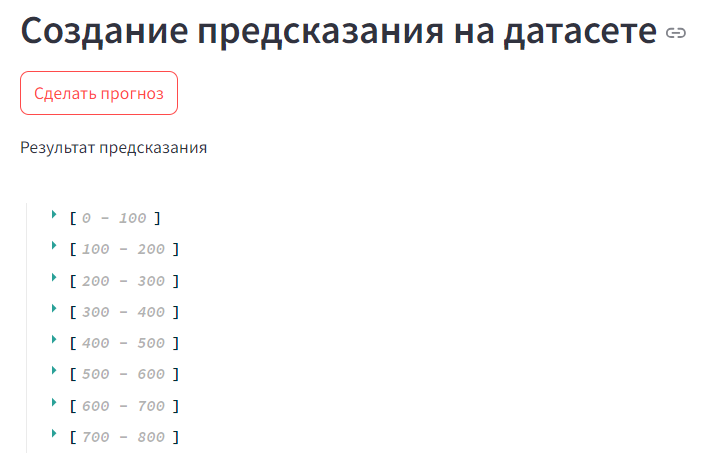 Создание предсказания на датасете
Сделать прогноз
Результат предсказания
[ 0 – 100 ]
[ 100 – 200 ]
[ 200 – 300 ]
[ 300 – 400 ]
[ 400 – 500 ]
[ 500 – 600 ]
[ 600 – 700 ]
[ 700 – 800 ]